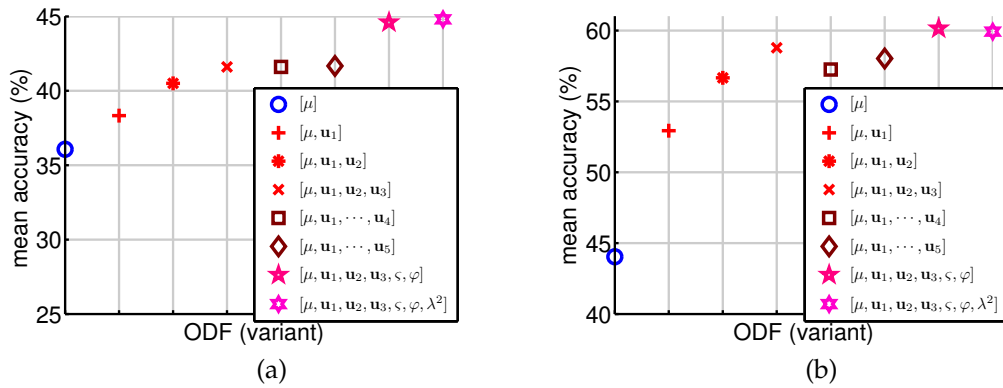 45
40
35
30
25
mean accuracy (%)
ODF (variant)
[μ]
[μ, u₁]
[μ, u₁, u₂]
[μ, u₁, u₂, u₃]
[μ, u₁, ⋯, u₄]
[μ, u₁, ⋯, u₅]
[μ, u₁, u₂, u₃, ς, φ]
[μ, u₁, u₂, u₃, ς, φ, λ²]
(a)
60
55
50
45
40
mean accuracy (%)
ODF (variant)
[μ]
[μ, u₁]
[μ, u₁, u₂]
[μ, u₁, u₂, u₃]
[μ, u₁, ⋯, u₄]
[μ, u₁, ⋯, u₅]
[μ, u₁, u₂, u₃, ς, φ]
[μ, u₁, u₂, u₃, ς, φ, λ²]
(b)